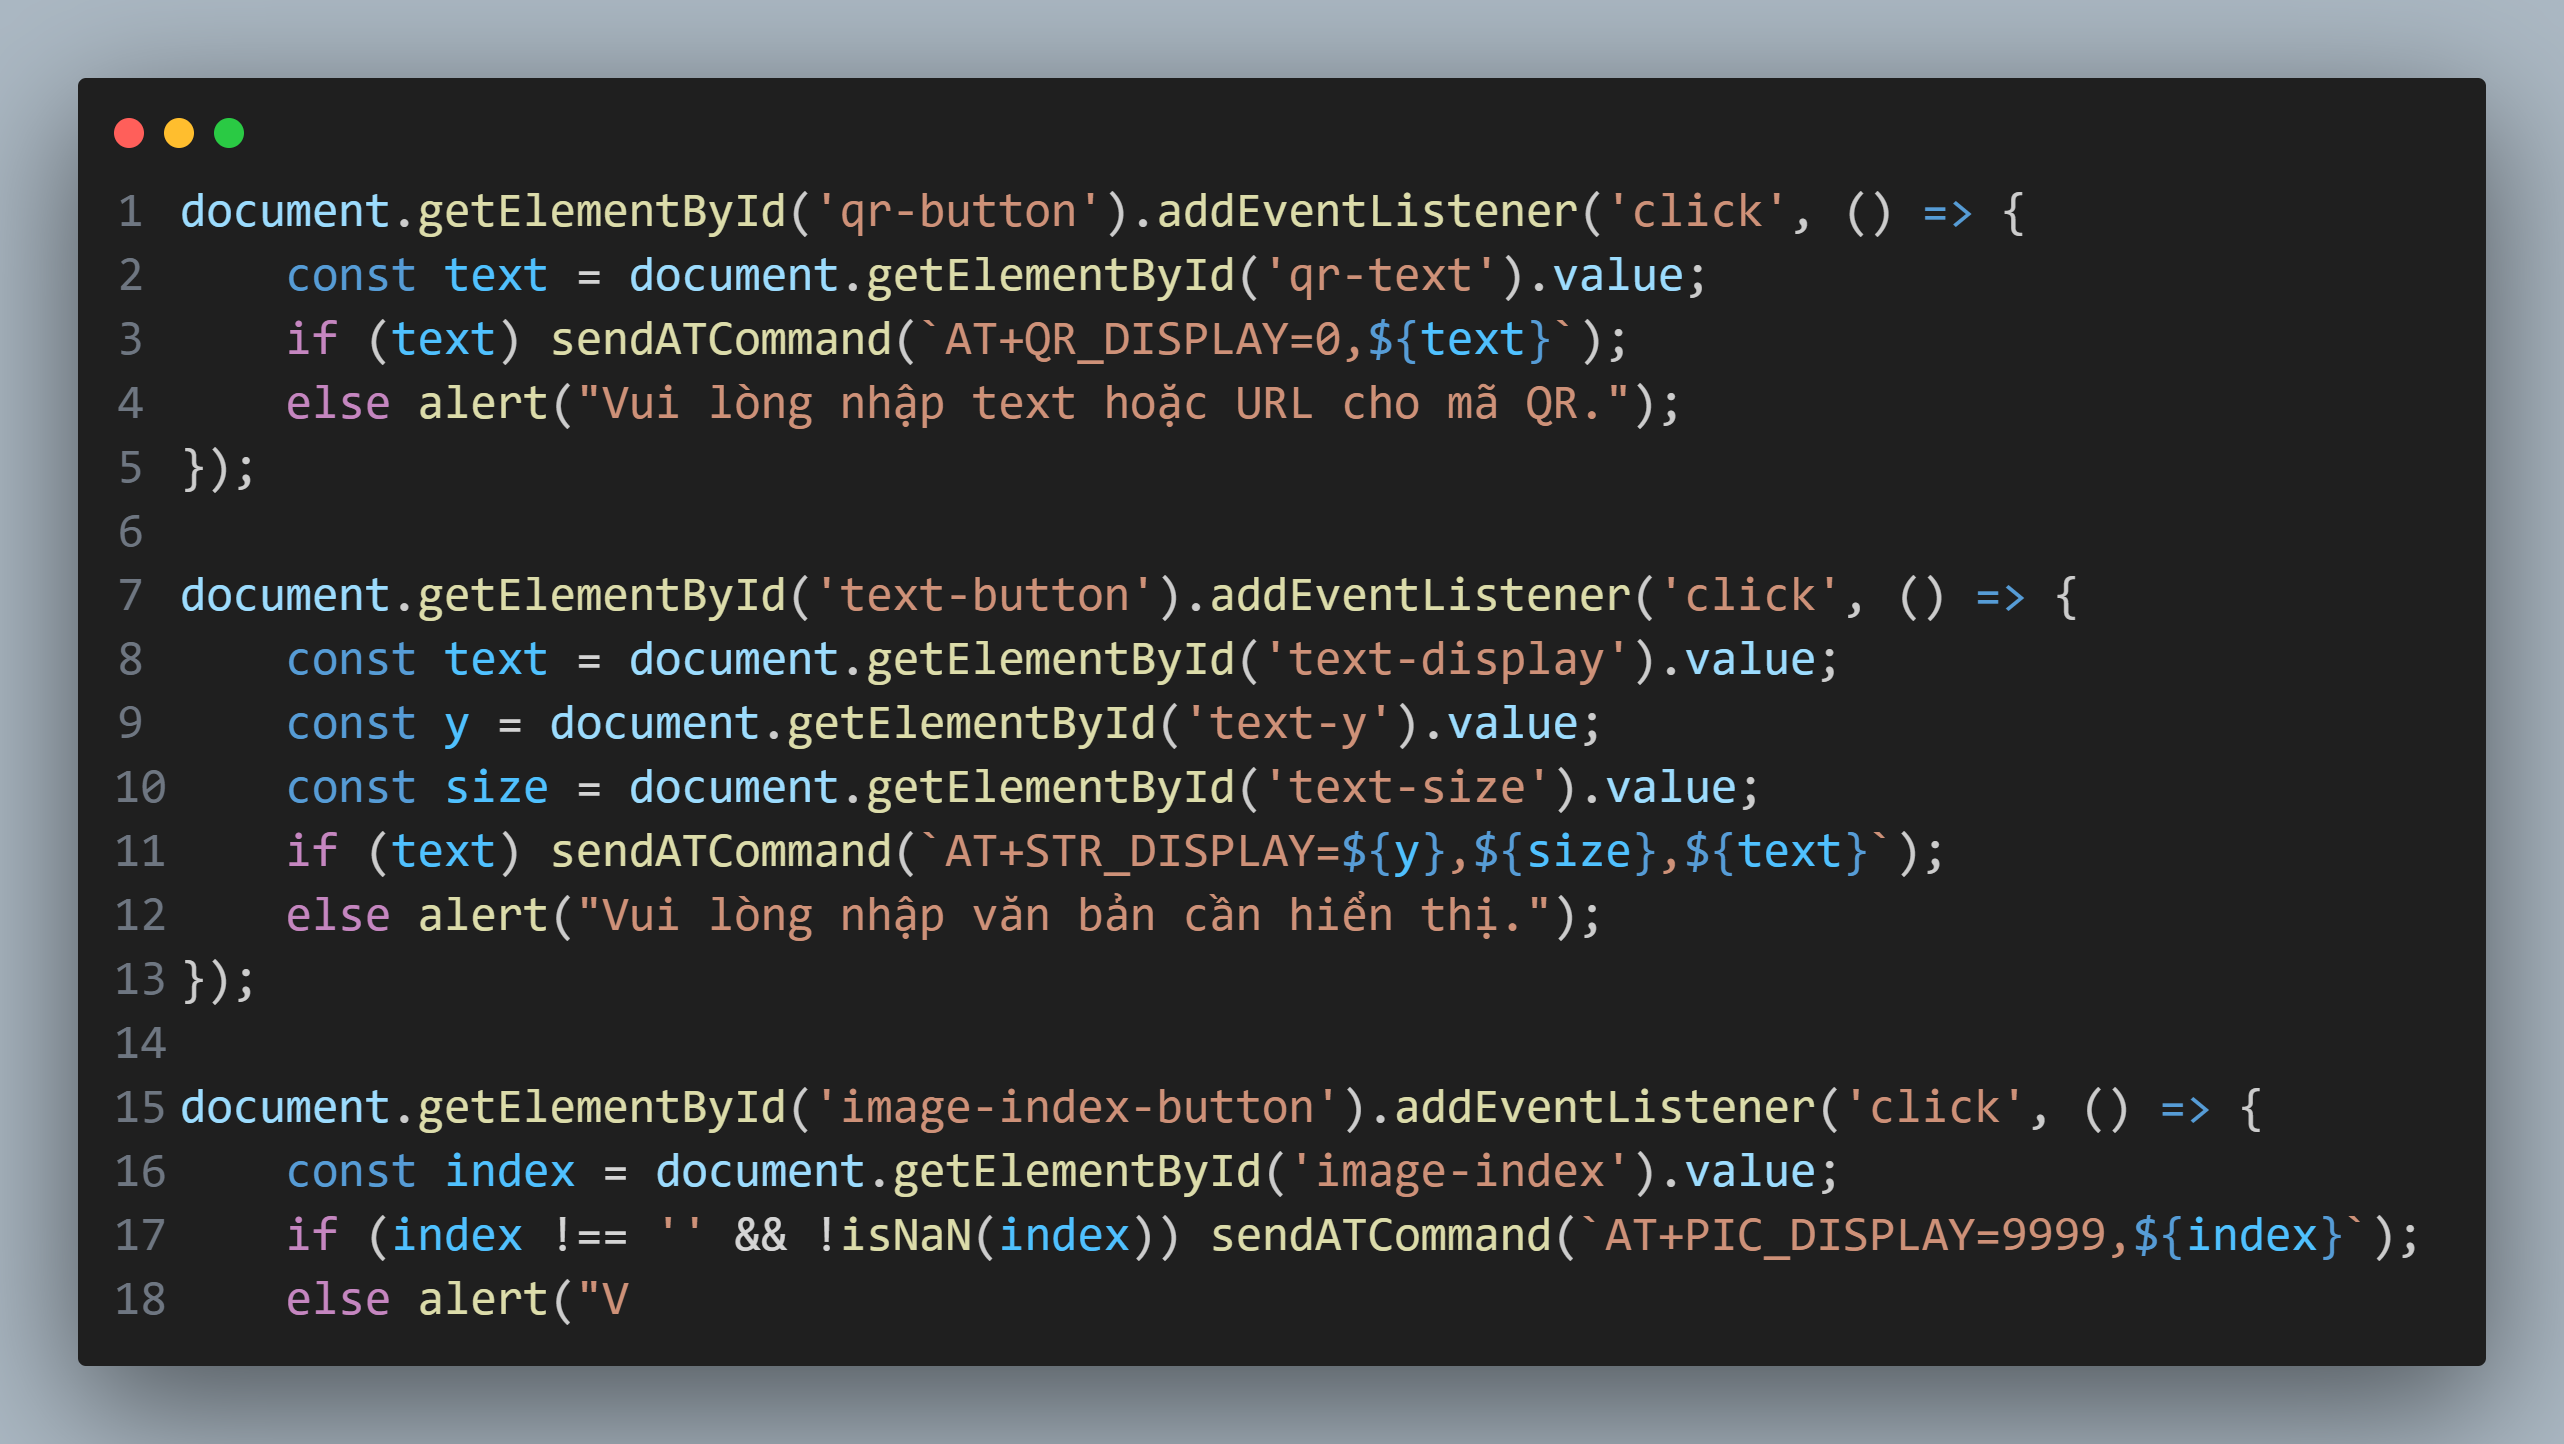 1 document.getElementById('qr-button').addEventListener('click', () => {
2     const text = document.getElementById('qr-text').value;
3     if (text) sendATCommand(`AT+QR_DISPLAY=0,${text}`);
4     else alert("Vui lòng nhập text hoặc URL cho mã QR.");
5 });
6
7 document.getElementById('text-button').addEventListener('click', () => {
8     const text = document.getElementById('text-display').value;
9     const y = document.getElementById('text-y').value;
10     const size = document.getElementById('text-size').value;
11     if (text) sendATCommand(`AT+STR_DISPLAY=${y},${size},${text}`);
12     else alert("Vui lòng nhập văn bản cần hiển thị.");
13 });
14
15 document.getElementById('image-index-button').addEventListener('click', () => {
16     const index = document.getElementById('image-index').value;
17     if (index !== '' && !isNaN(index)) sendATCommand(`AT+PIC_DISPLAY=9999,${index}`);
18     else alert("V